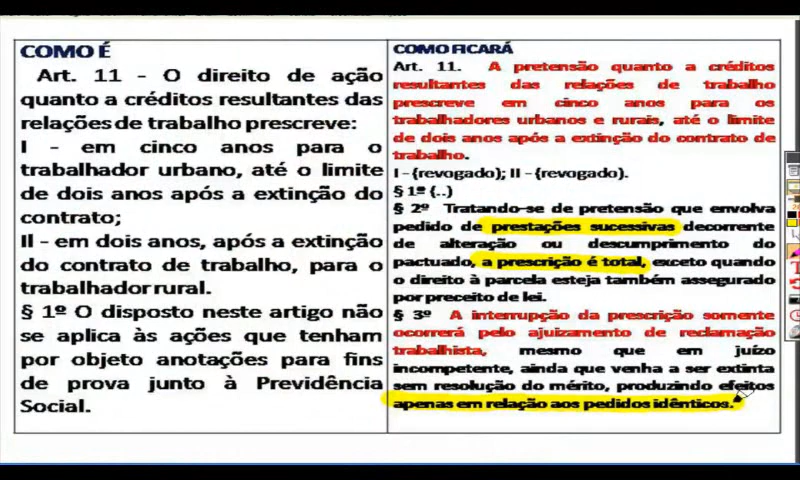 COMO É
Art. 11 - O direito de ação
quanto a créditos resultantes das
relações de trabalho prescreve:
I - em cinco anos para o
trabalhador urbano, até o limite
de dois anos após a extinção do
contrato;
II - em dois anos, após a extinção
do contrato de trabalho, para o
trabalhador rural.
§ 1º O disposto neste artigo não
se aplica às ações que tenham
por objeto anotações para fins
de prova junto à Previdência
Social.
COMO FICARÁ
Art. 11. A pretensão quanto a créditos
resultantes das relações de trabalho
prescreve em cinco anos para os
trabalhadores urbanos e rurais, até o limite
de dois anos após a extinção do contrato de
trabalho.
I - (revogado); II - (revogado).
§ 1º (..)
§ 2º Tratando-se de pretensão que envolva
pedido de prestações sucessivas decorrente
de alteração ou descumprimento do
pactuado, a prescrição é total, exceto quando
o direito à parcela esteja também assegurado
por preceito de lei.
§ 3º A interrupção da prescrição somente
ocorrerá pelo ajuizamento de reclamação
trabalhista, mesmo que em juízo
incompetente, ainda que venha a ser extinta
sem resolução do mérito, produzindo efeitos
apenas em relação aos pedidos idênticos.